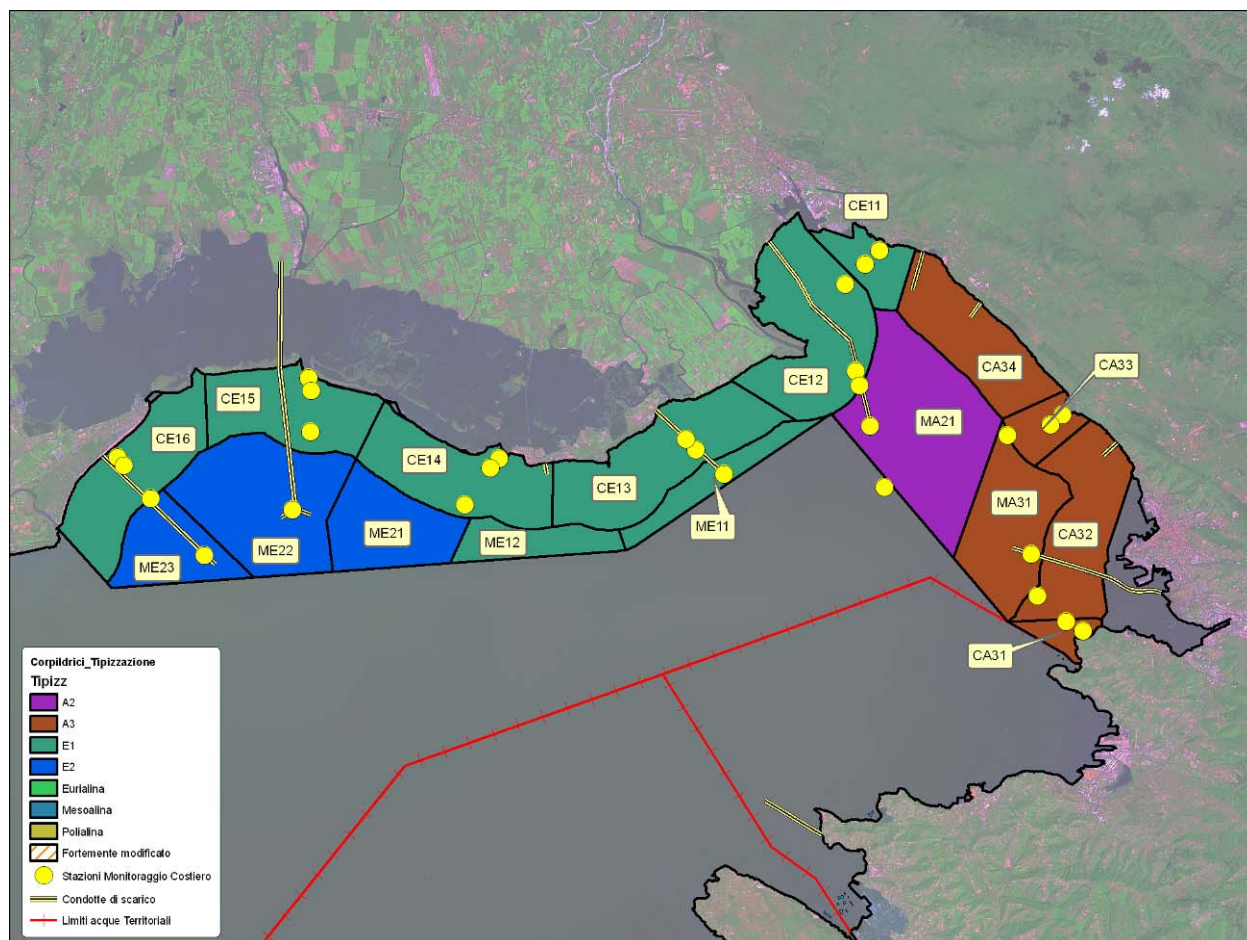 CE11
CA33
CA34
CE12
CE15
MA21
CE16
CE14
CE13
MA31
ME11
CA32
ME21
ME12
ME22
ME23
CA31
Corpildrici_Tipizzazione
Tipizz
A2
A3
E1
E2
Eurialina
Mesoalina
Polialina
Fortemente modificato
Stazioni Monitoraggio Costiero
Condotte di scarico
Limiti acque Territoriali